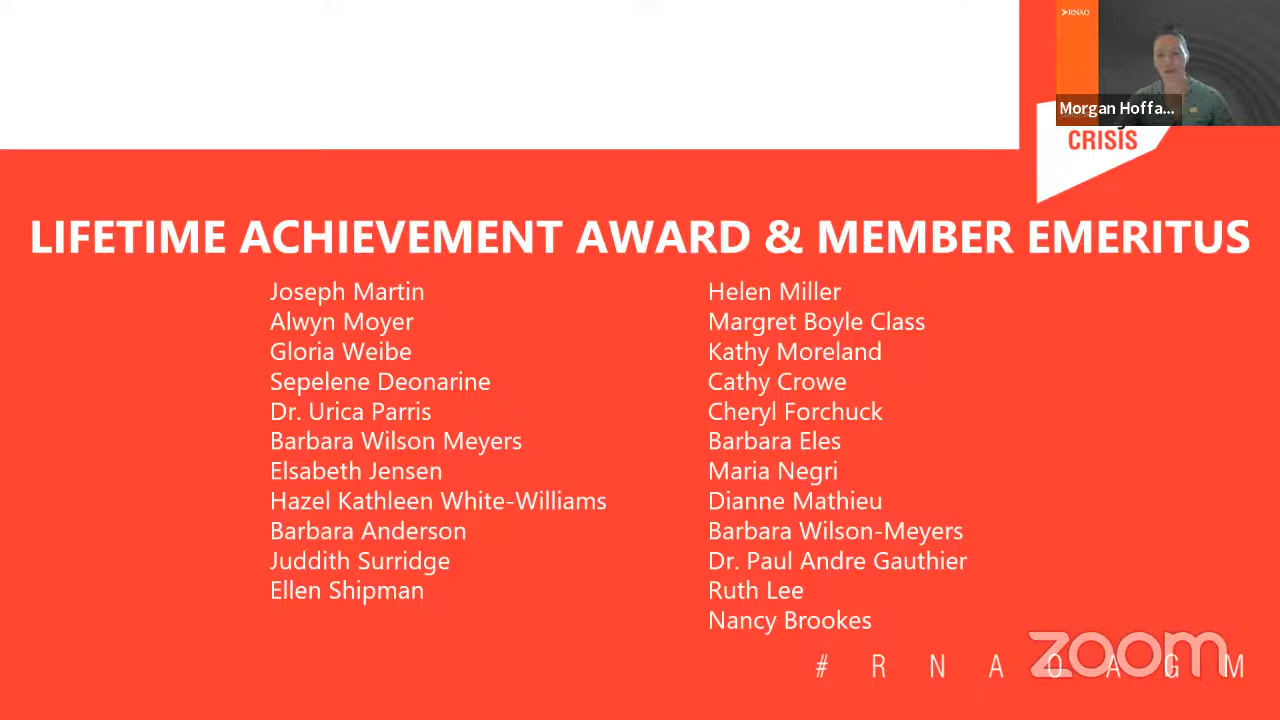 RNAO
Morgan Hoffa...
CRISIS
LIFETIME ACHIEVEMENT AWARD & MEMBER EMERITUS
Joseph Martin
Alwyn Moyer
Gloria Weibe
Sepelene Deonarine
Dr. Urica Parris
Barbara Wilson Meyers
Elsabeth Jensen
Hazel Kathleen White-Williams
Barbara Anderson
Juddith Surridge
Ellen Shipman
Helen Miller
Margret Boyle Class
Kathy Moreland
Cathy Crowe
Cheryl Forchuck
Barbara Eles
Maria Negri
Dianne Mathieu
Barbara Wilson-Meyers
Dr. Paul Andre Gauthier
Ruth Lee
Nancy Brookes
#RNAOAGM
zoom